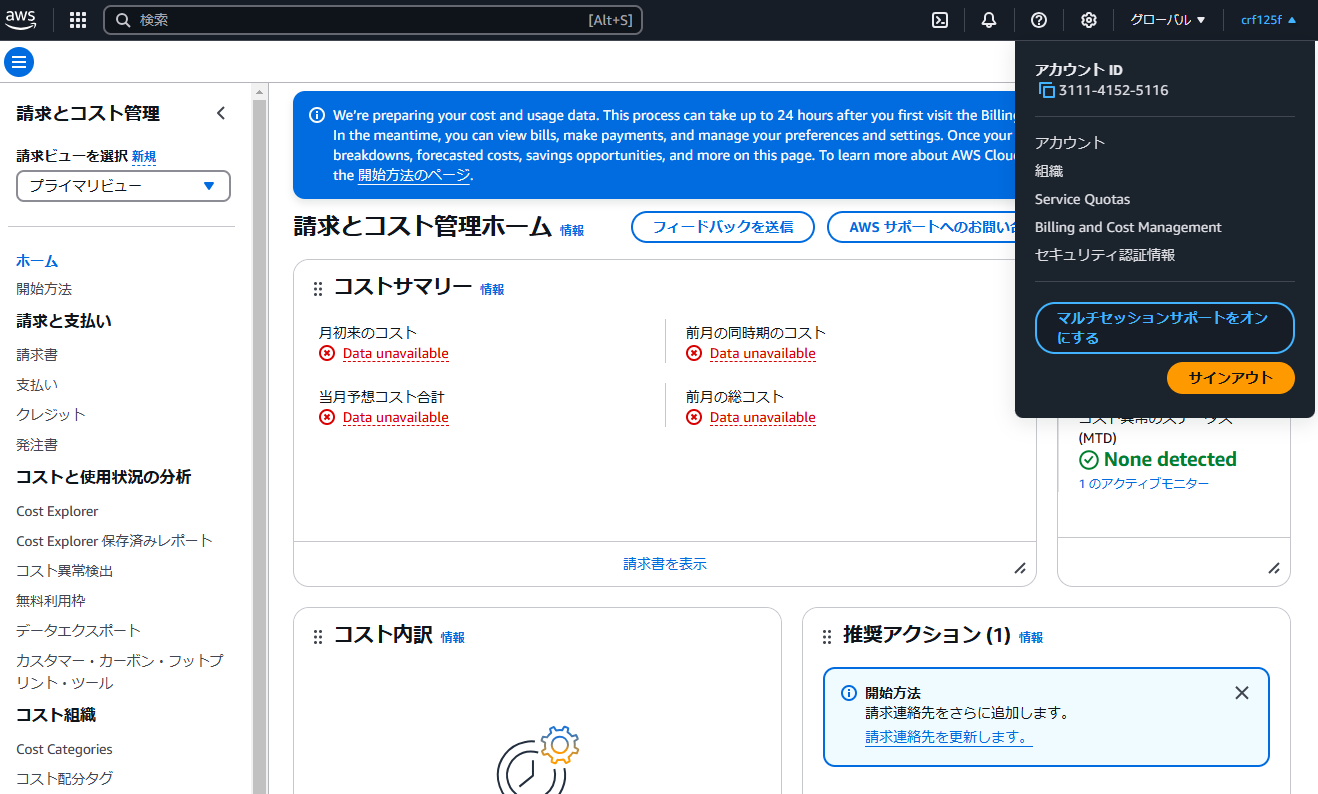 aws
検索
[Alt+S]
グローバル ▼
crf125f ▲
アカウント ID
3111-4152-5116
アカウント
組織
Service Quotas
Billing and Cost Management
セキュリティ認証情報
マルチセッションサポートをオン
にする
サインアウト
請求とコスト管理
請求ビューを選択 新規
プライマリビュー
ホーム
開始方法
請求と支払い
請求書
支払い
クレジット
発注書
コストと使用状況の分析
Cost Explorer
Cost Explorer 保存済みレポート
コスト異常検出
無料利用枠
データエクスポート
カスタマー・カーボン・フットプ
リント・ツール
コスト組織
Cost Categories
コスト配分タグ
We're preparing your cost and usage data. This process can take up to 24 hours after you first visit the Billing
In the meantime, you can view bills, make payments, and manage your preferences and settings. Once your
breakdowns, forecasted costs, savings opportunities, and more on this page. To learn more about AWS Clou
the 開始方法のページ.
請求とコスト管理ホーム 情報
フィードバックを送信
AWS サポートへのお問い合
コストサマリー 情報
月初来のコスト
Data unavailable
前月の同時期のコスト
Data unavailable
当月予想コスト合計
Data unavailable
前月の総コスト
Data unavailable
請求書を表示
コスト異常のステータス
(MTD)
None detected
1 のアクティブモニター
コスト内訳 情報
推奨アクション (1) 情報
開始方法
請求連絡先をさらに追加します。
請求連絡先を更新します。